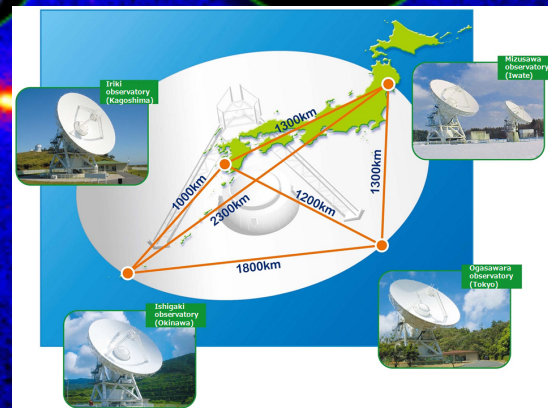 Mizusawa
observatory
(Iwate)
Iriki
observatory
(Kagoshima)
1300km
1000km
2300km
1200km
1300km
1800km
Ogasawara
observatory
(Tokyo)
Ishigaki
observatory
(Okinawa)